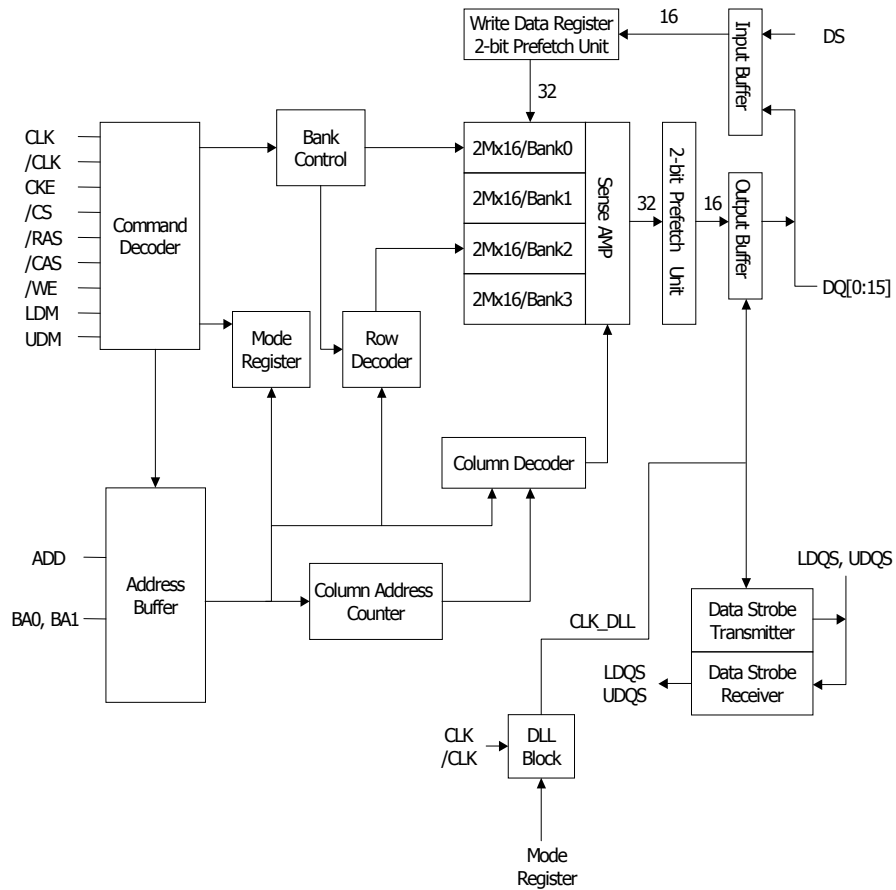 Write Data Register
2-bit Prefetch Unit
16
Input Buffer
DS
32
CLK
/CLK
CKE
/CS
/RAS
/CAS
/WE
LDM
UDM
Command
Decoder
Bank
Control
2Mx16/Bank0
2Mx16/Bank1
2Mx16/Bank2
2Mx16/Bank3
Sense AMP
32
2-bit Prefetch Unit
16
Output Buffer
DQ[0:15]
Mode
Register
Row
Decoder
Column Decoder
ADD
BA0, BA1
Address
Buffer
Column Address
Counter
LDQS, UDQS
CLK_DLL
Data Strobe
Transmitter
Data Strobe
Receiver
LDQS
UDQS
CLK
/CLK
DLL
Block
Mode
Register